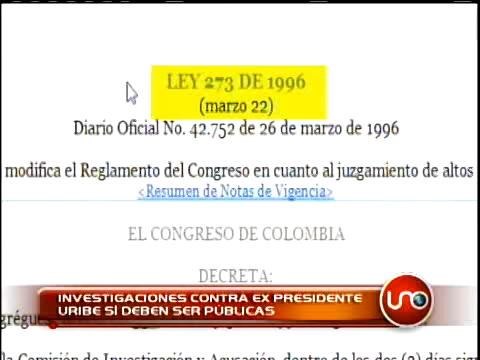 LEY 273 DE 1996
(marzo 22)
Diario Oficial No. 42.752 de 26 de marzo de 1996
modifica el Reglamento del Congreso en cuanto al juzgamiento de altos
<Resumen de Notas de Vigencia>
EL CONGRESO DE COLOMBIA
DECRETA:
INVESTIGACIONES CONTRA EX PRESIDENTE
URIBE SÍ DEBEN SER PÚBLICAS
uno
la Comisión de Investigación y Acusación, dentro de los dos (2) días